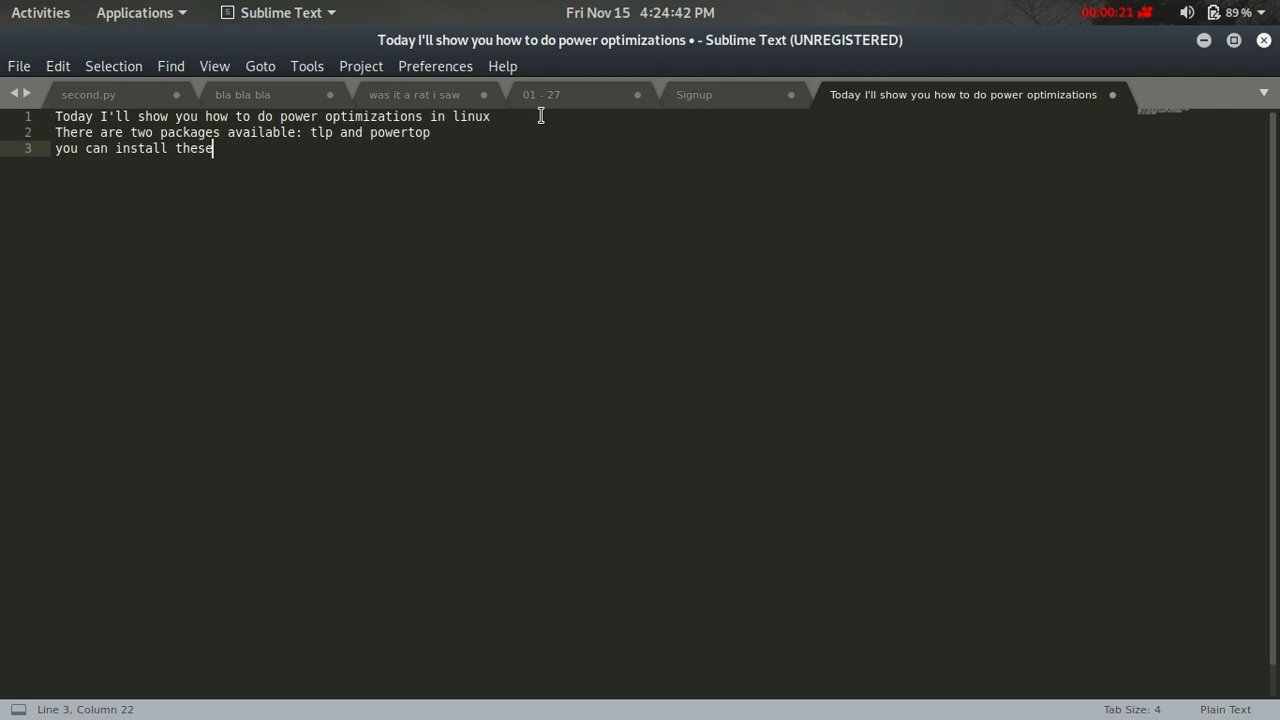 Activities Applications Sublime Text Fri Nov 15 4:24:42 PM 00:00:21 89 %
Today I'll show you how to do power optimizations • - Sublime Text (UNREGISTERED)
File Edit Selection Find View Goto Tools Project Preferences Help
second.py bla bla bla was it a rat i saw 01 - 27 Signup Today I'll show you how to do power optimizations
1 Today I'll show you how to do power optimizations in linux
2 There are two packages available: tlp and powertop
3 you can install these
Line 3, Column 22 Tab Size: 4 Plain Text